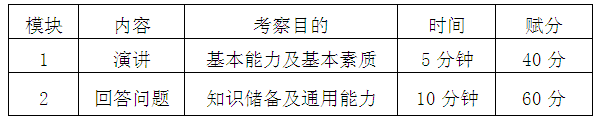 模块 内容 考察目的 时间 赋分
1 演讲 基本能力及基本素质 5分钟 40分
2 回答问题 知识储备及通用能力 10分钟 60分